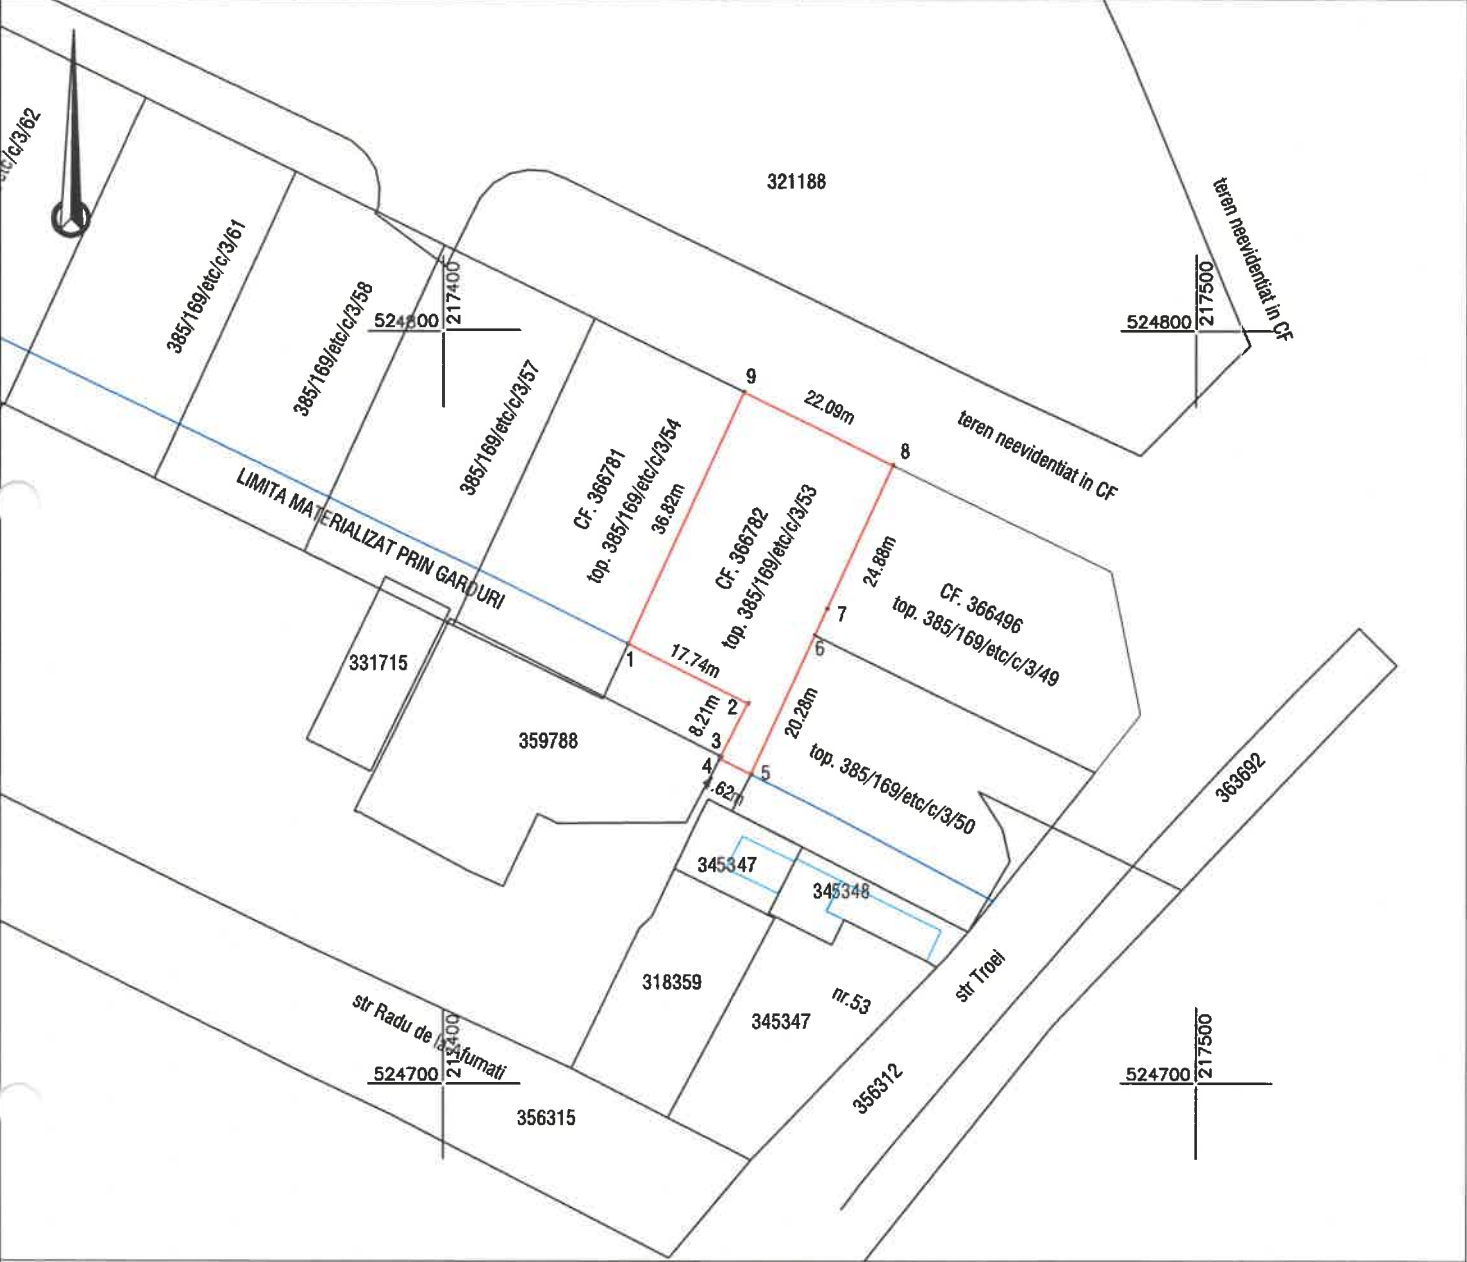 etc/c/3/62
385/169/etc/c/3/61
385/169/etc/c/3/58
385/169/etc/c/3/57
321188
teren neevidentiat in CF
524800
217400
524800
217500
9
22.09m
8
teren neevidentiat in CF
CF. 366781
top. 385/169/etc/c/3/54
36.82m
CF. 366782
top. 385/169/etc/c/3/53
24.88m
7
6
CF. 366496
top. 385/169/etc/c/3/49
LIMITA MATERIALIZAT PRIN GARDURI
1
17.74m
2
8.21m
3
4
4.62m
5
20.28m
top. 385/169/etc/c/3/50
331715
359788
363692
345347
345348
318359
345347
nr.53
str Troei
356312
str Radu de la Afumati
524700
217400
356315
524700
217500